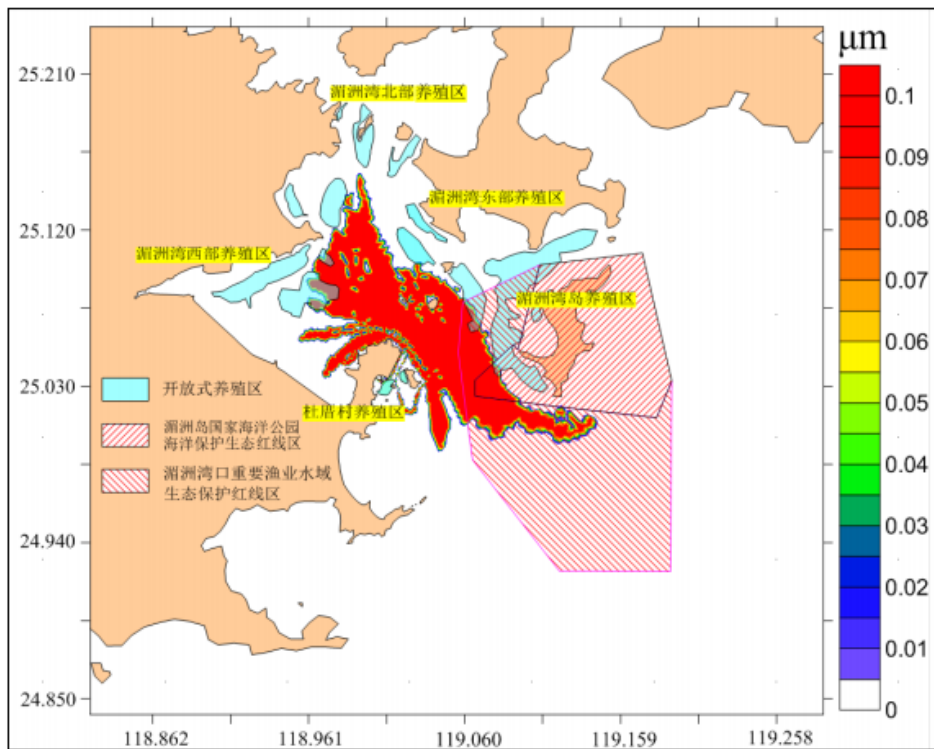 μm
25.210
25.120
25.030
24.940
24.850
湄洲湾北部养殖区
湄洲湾东部养殖区
湄洲湾西部养殖区
湄洲湾岛养殖区
杜厝村养殖区
开放式养殖区
湄洲岛国家海洋公园
海洋保护生态红线区
湄洲湾口重要渔业水域
生态保护红线区
118.862
118.961
119.060
119.159
119.258
0.1
0.09
0.08
0.07
0.06
0.05
0.04
0.03
0.02
0.01
0